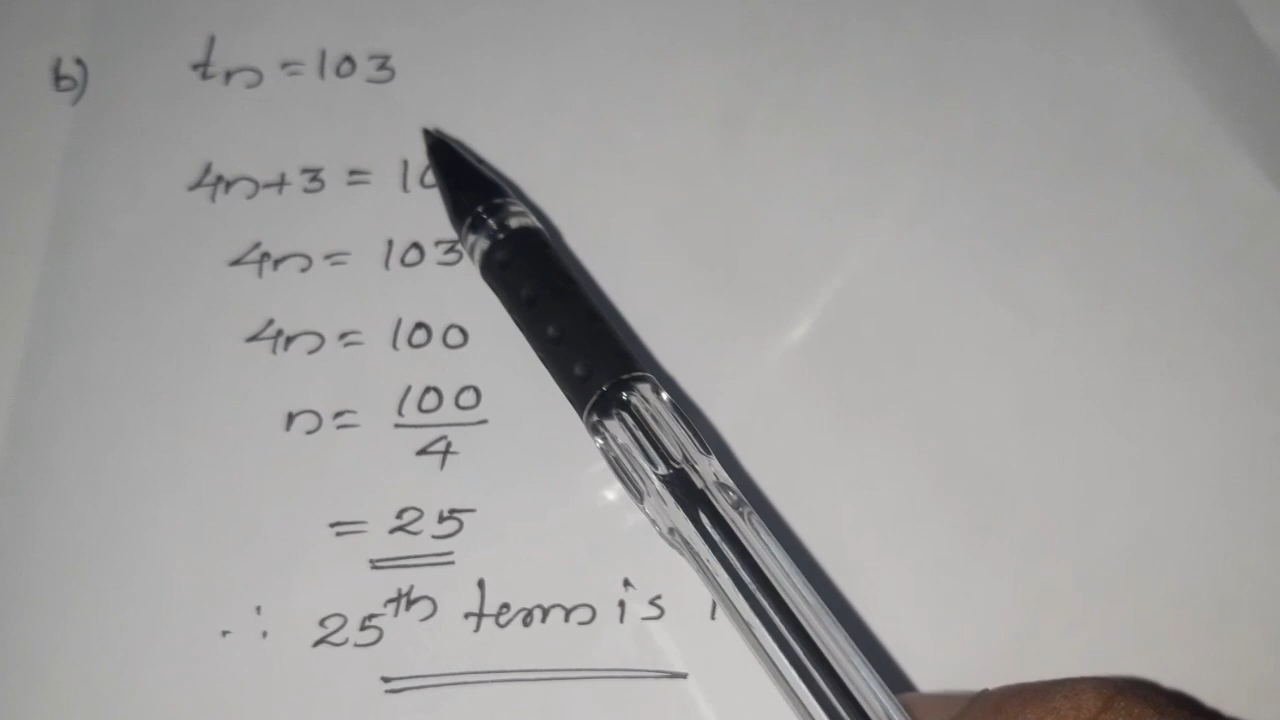 b) tn = 103
4n+3 = 10
4n = 103
4n = 100
n = 100/4
= 25
∴ 25th term is